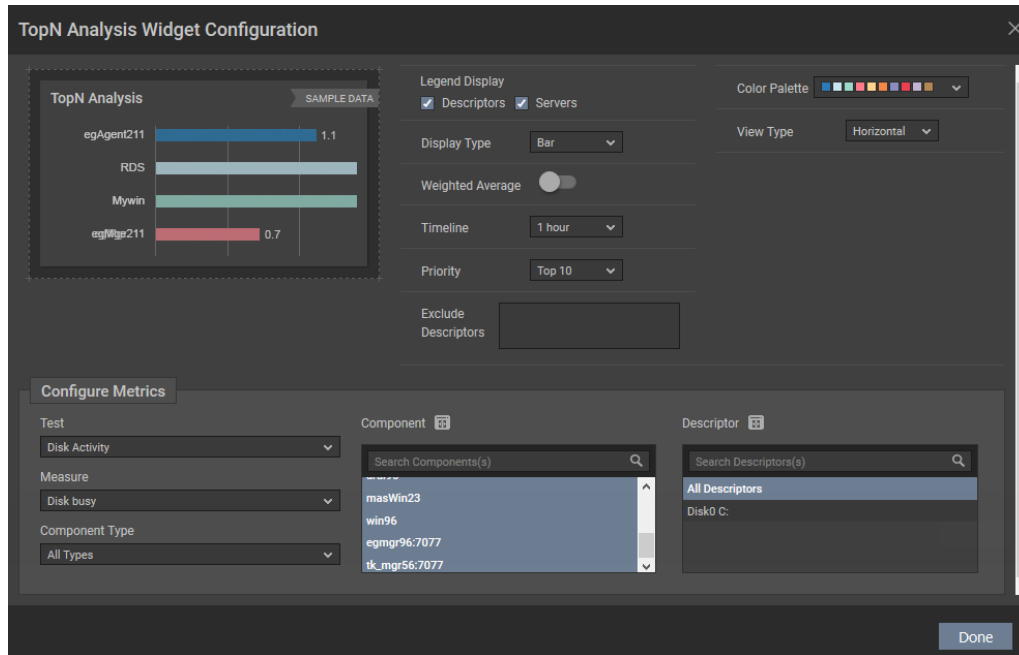 TopN Analysis Widget Configuration
TopN Analysis
SAMPLE DATA
egAgent211
1.1
RDS
Mywin
0.7
Legend Display
Descriptors
Servers
Display Type
Bar
Weighted Average
Timeline
1 hour
Priority
Top 10
Exclude
Descriptors
Color Palette
View Type
Horizontal
Configure Metrics
Test
Disk Activity
Measure
Disk busy
Component Type
All Types
Component
Search Components(s)
masWin23
win96
egmgr96:7077
tk_mgr56:7077
Descriptor
Search Descriptors(s)
All Descriptors
Disk0 C:
Done